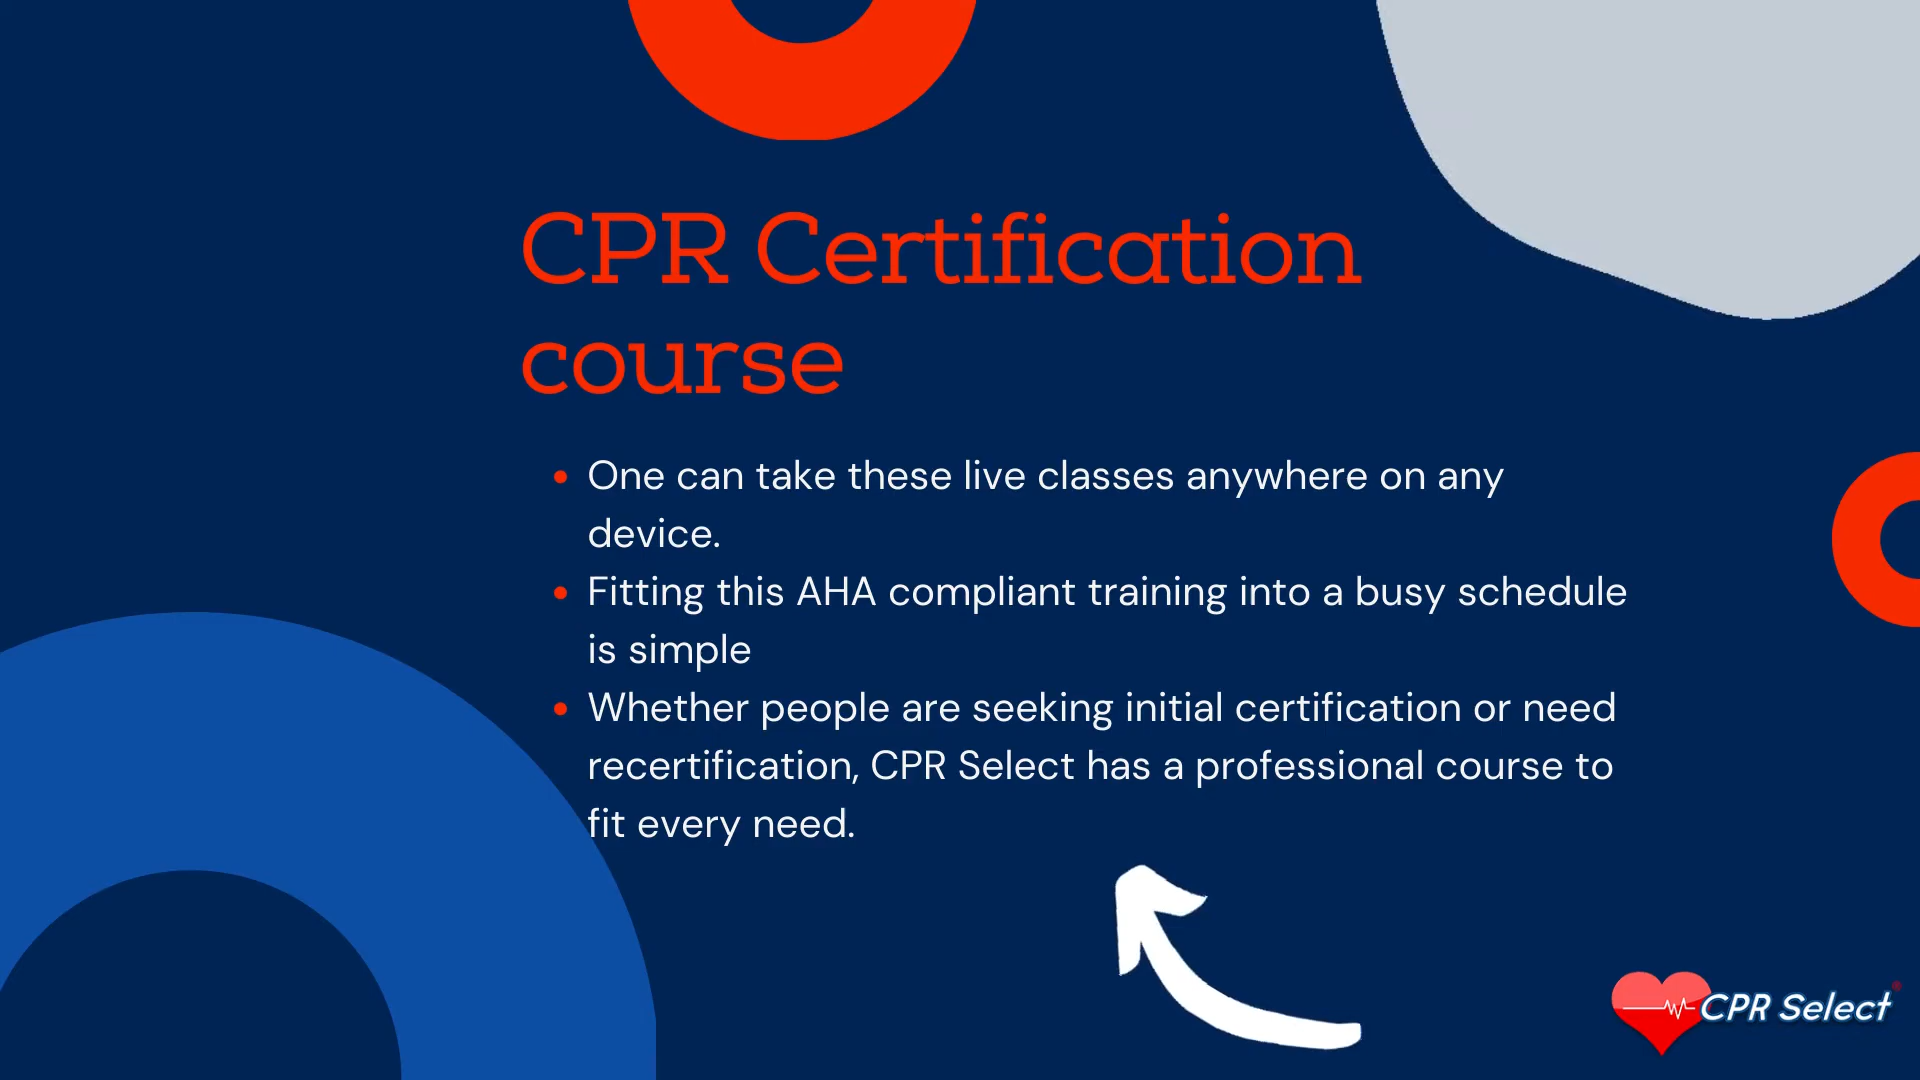 CPR Certification
course
• One can take these live classes anywhere on any
device.
• Fitting this AHA compliant training into a busy schedule
is simple
• Whether people are seeking initial certification or need
recertification, CPR Select has a professional course to
fit every need.
CPR Select®